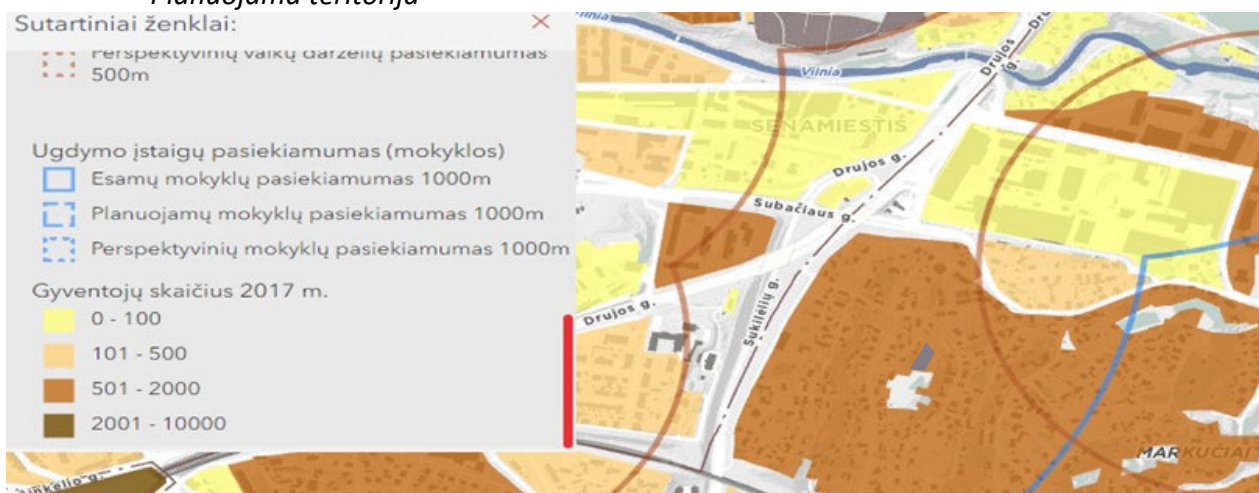 Planuojama teritorija
Sutartiniai ženklai:
Perspektyvinių vaikų darželių pasiekiamumas
500m
Ugdymo įstaigų pasiekiamumas (mokyklos)
Esamų mokyklų pasiekiamumas 1000m
Planuojamų mokyklų pasiekiamumas 1000m
Perspektyvinių mokyklų pasiekiamumas 1000m
Gyventojų skaičius 2017 m.
0 - 100
101 - 500
501 - 2000
2001 - 10000
Vilnia
Drujos g.
SENAMIESTIS
Drujos g.
Subačiaus g.
Drujos g.
Sukilėlių g.
MARKUČIAI